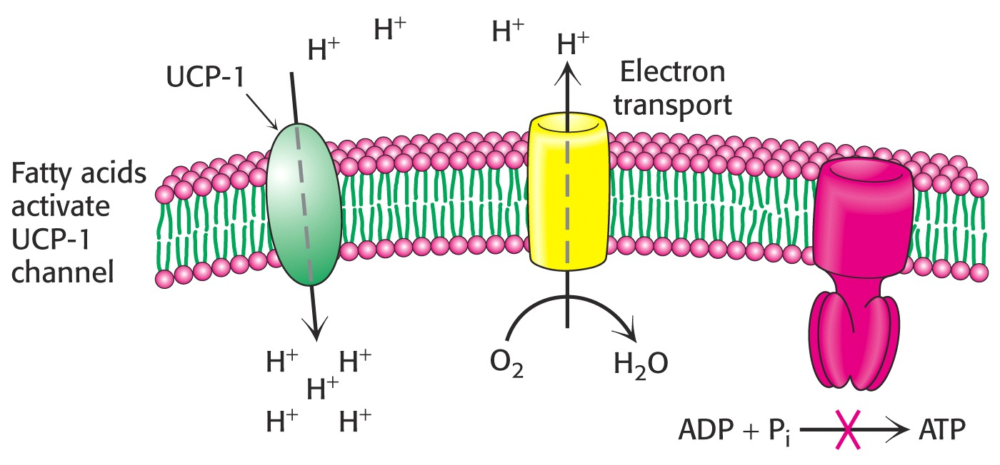 H⁺
H⁺
H⁺
H⁺
UCP-1
Electron
transport
Fatty acids
activate
UCP-1
channel
H⁺ H⁺
H⁺
H⁺ H⁺
O₂
H₂O
ADP + Pᵢ
ATP